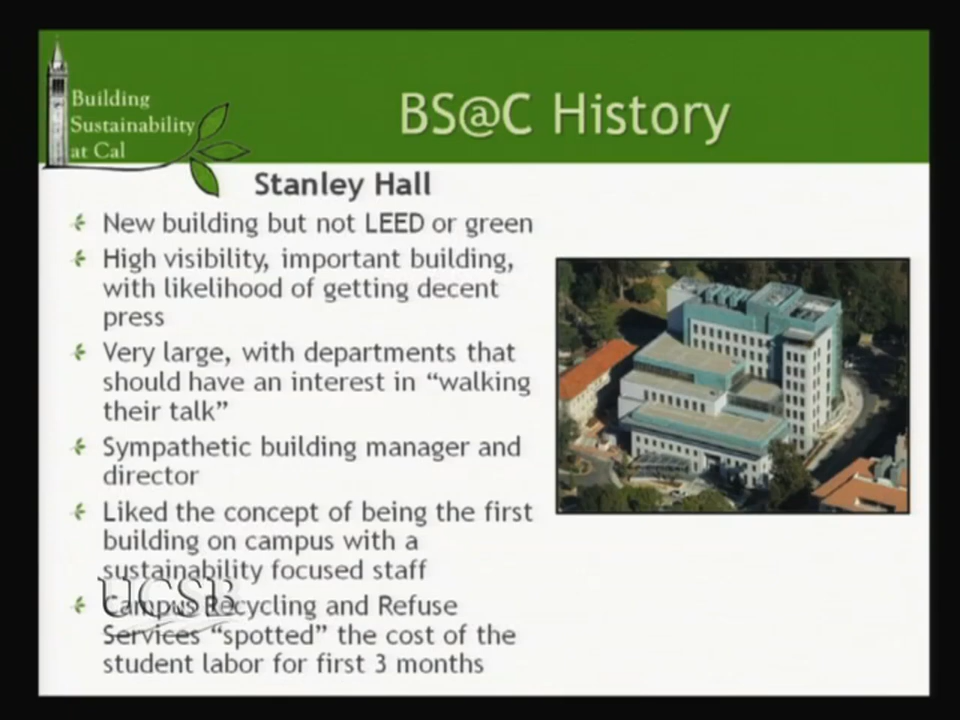 Building
Sustainability
at Cal
BS@C History
Stanley Hall
New building but not LEED or green
High visibility, important building,
with likelihood of getting decent
press
Very large, with departments that
should have an interest in “walking
their talk”
Sympathetic building manager and
director
Liked the concept of being the first
building on campus with a
sustainability focused staff
UCSB
Campus Recycling and Refuse
Services “spotted” the cost of the
student labor for first 3 months